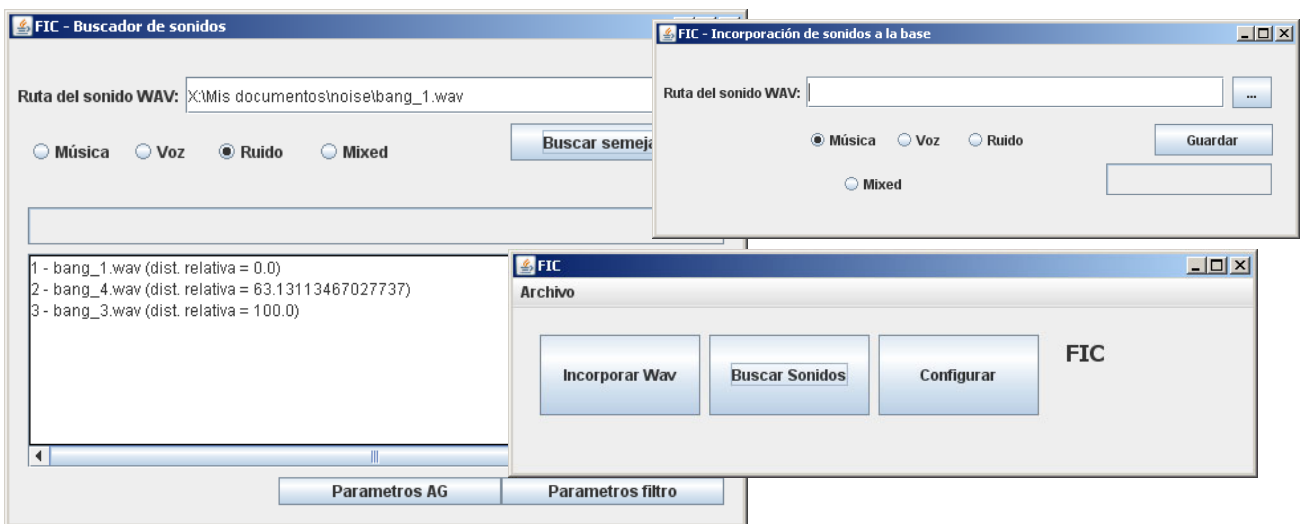 FIC - Buscador de sonidos
Ruta del sonido WAV: X:\Mis documentos\noise\bang_1.wav
Música Voz Ruido Mixed
Buscar
1 - bang_1.wav (dist. relativa = 0.0)
2 - bang_4.wav (dist. relativa = 63.13113467027737)
3 - bang_3.wav (dist. relativa = 100.0)
Parametros AG Parametros filtro
FIC - Incorporación de sonidos a la base
Ruta del sonido WAV: ...
Música Voz Ruido Guardar
Mixed
FIC
Archivo
Incorporar Wav Buscar Sonidos Configurar FIC